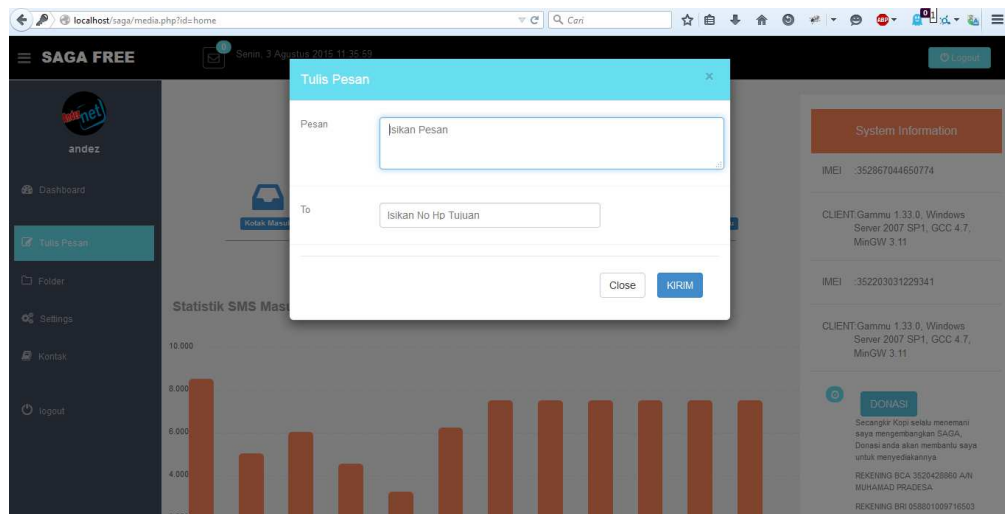 localhost/saga/media.php?id=home
Cari
ABP
SAGA FREE
0
Senin, 3 Agustus 2015 11:35:59
Logout
andez
Dashboard
Tulis Pesan
Folder
Settings
Kontak
logout
Kotak Masuk
Tulis Pesan
×
Pesan
Isikan Pesan
To
Isikan No Hp Tujuan
Close
KIRIM
Statistik SMS Masu
10.000
8.000
6.000
4.000
System Information
IMEI :352867044650774
CLIENT:Gammu 1.33.0, Windows
Server 2007 SP1, GCC 4.7,
MinGW 3.11
IMEI :352203031229341
CLIENT:Gammu 1.33.0, Windows
Server 2007 SP1, GCC 4.7,
MinGW 3.11
DONASI
Secangkir Kopi selalu menemani
saya mengembangkan SAGA,
Donasi anda akan membantu saya
untuk menyediakannya
REKENING BCA 3520428860 A/N
MUHAMAD PRADESA
REKENING BRI 058801009716503